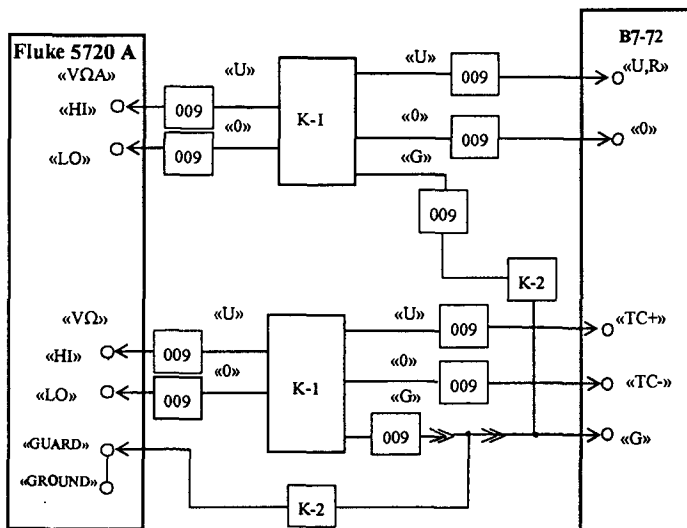 Fluke 5720 A
B7-72
«VΩA»
«U»
«U»
«U,R»
«HI»
009
009
K-1
«0»
«0»
«0»
«LO»
009
009
«G»
009
K-2
«VΩ»
«U»
«U»
«TC+»
«HI»
009
009
«0»
«0»
K-1
«LO»
009
009
«TC-»
«G»
009
«G»
«GUARD»
«GROUND»
K-2